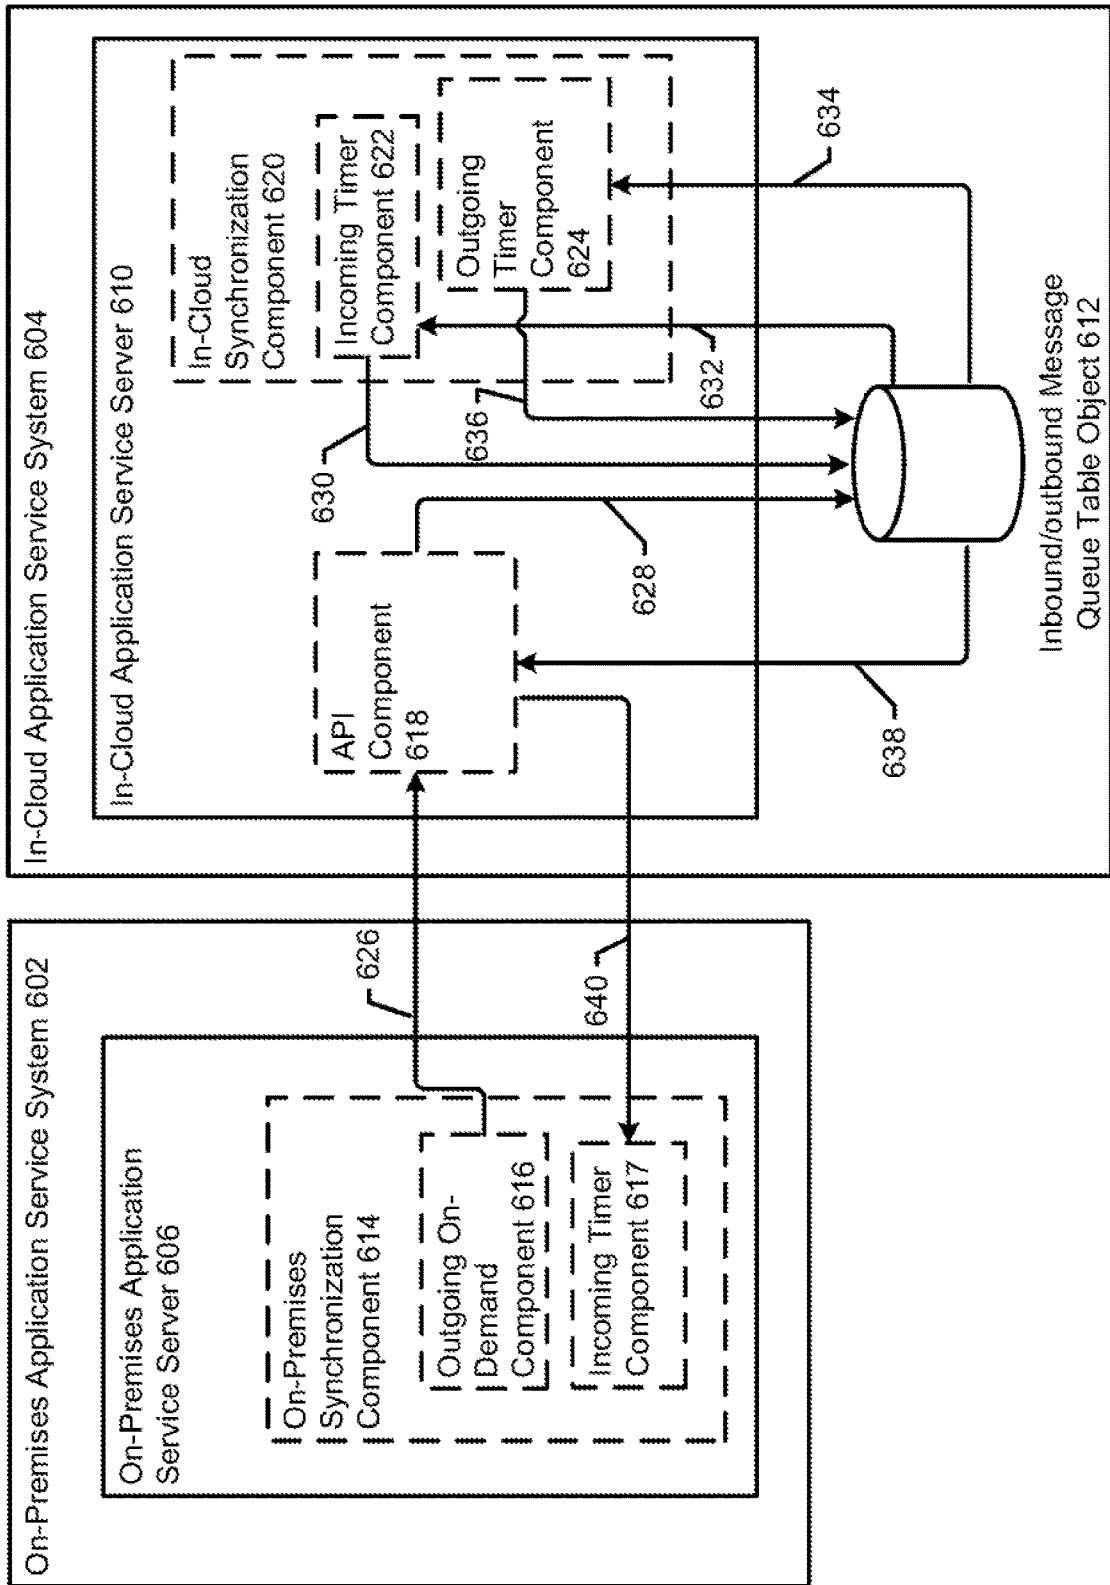 On-Premises Application Service System 602
On-Premises Application
Service Server 606
On-Premises
Synchronization
Component 614
Outgoing On-
Demand
Component 616
Incoming Timer
Component 617
626
640
In-Cloud Application Service System 604
In-Cloud Application Service Server 610
API
Component
618
In-Cloud
Synchronization
Component 620
Incoming Timer
Component 622
Outgoing
Timer
Component
624
630
636
628
632
634
638
Inbound/outbound Message
Queue Table Object 612